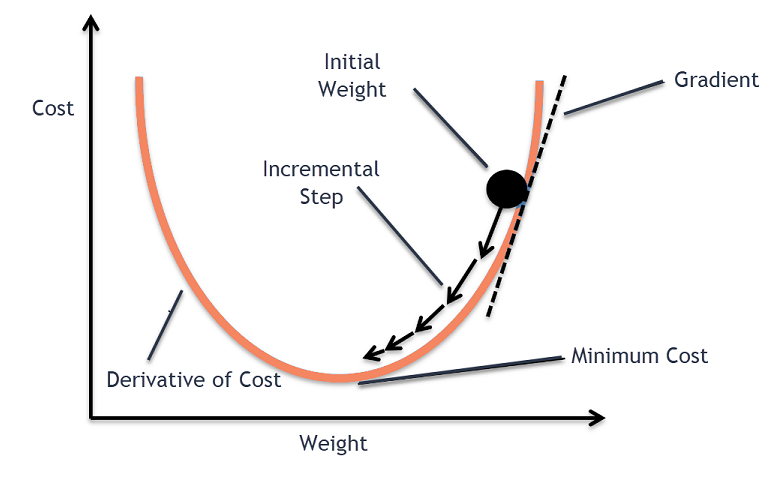 Initial
Weight
Gradient
Cost
Incremental
Step
Minimum Cost
Derivative of Cost
Weight